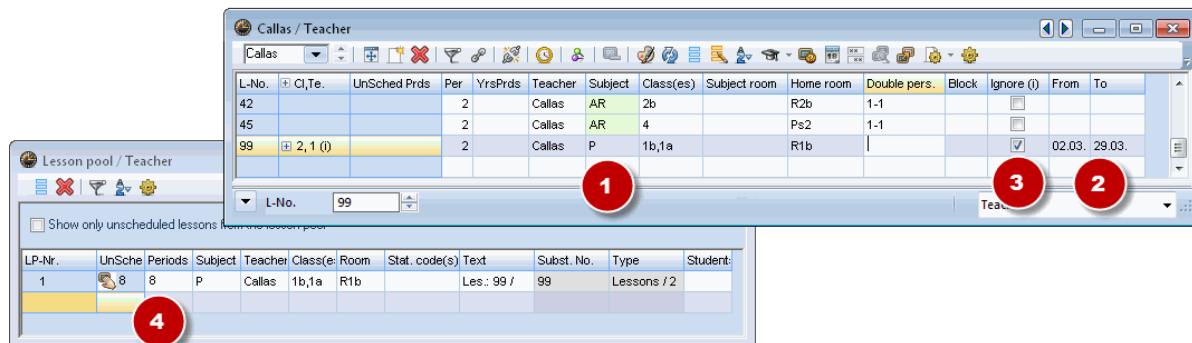 Callas / Teacher
Callas
L-No. Cl,Te. UnSched Prds Per YrsPrds Teacher Subject Class(es) Subject room Home room Double pers. Block Ignore (i) From To
42 2 Callas AR 2b R2b 1-1
45 2 Callas AR 4 Ps2 1-1
99 2, 1 (i) 2 Callas P 1b,1a R1b 02.03. 29.03.
1 3 2
L-No. 99
Lesson pool / Teacher
Show only unscheduled lessons from the lesson pool
LP-Nr. UnSche Periods Subject Teacher Class(e: Room Stat. code(s) Text Subst. No. Type Student:
1 8 8 P Callas 1b,1a R1b Les.: 99 / 99 Lessons / 2
4